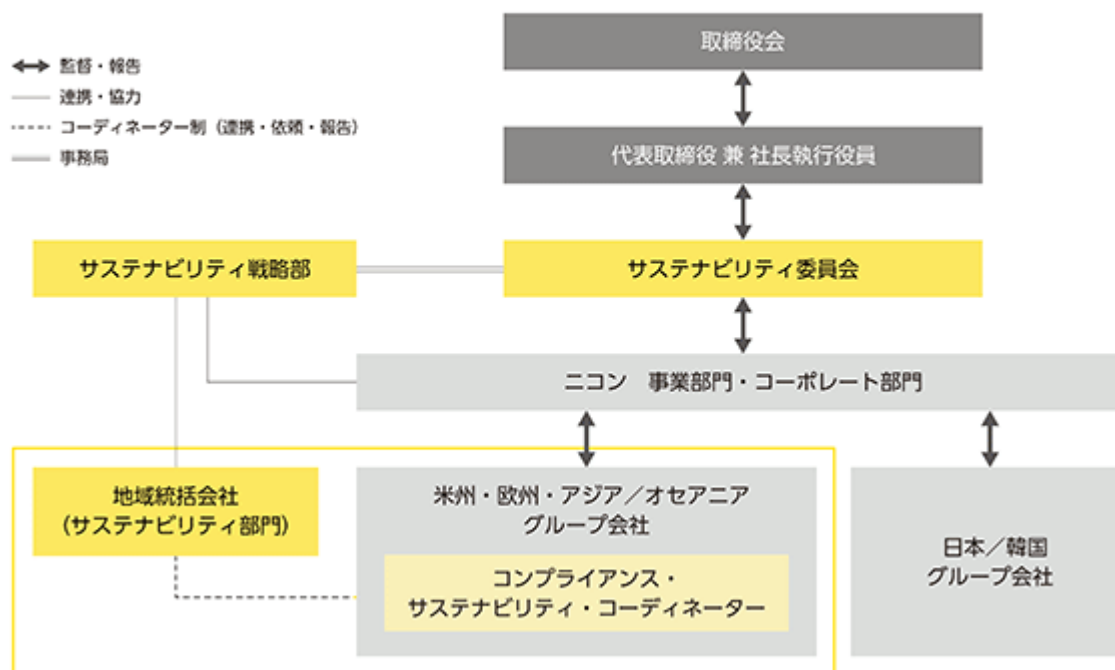 取締役会
監督・報告
連携・協力
コーディネーター制（連携・依頼・報告）
事務局
代表取締役 兼 社長執行役員
サステナビリティ戦略部
サステナビリティ委員会
ニコン　事業部門・コーポレート部門
地域統括会社
（サステナビリティ部門）
米州・欧州・アジア／オセアニア
グループ会社
コンプライアンス・
サステナビリティ・コーディネーター
日本／韓国
グループ会社